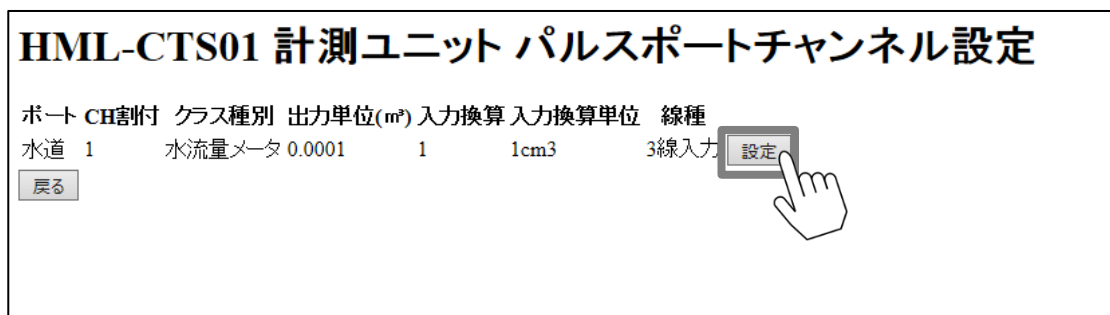 HML-CTS01 計測ユニット パルスポートチャンネル設定
ポート CH割付 クラス種別 出力単位(㎥) 入力換算 入力換算単位 線種
水道 1 水流量メータ 0.0001 1 1cm3 3線入力 設定
戻る